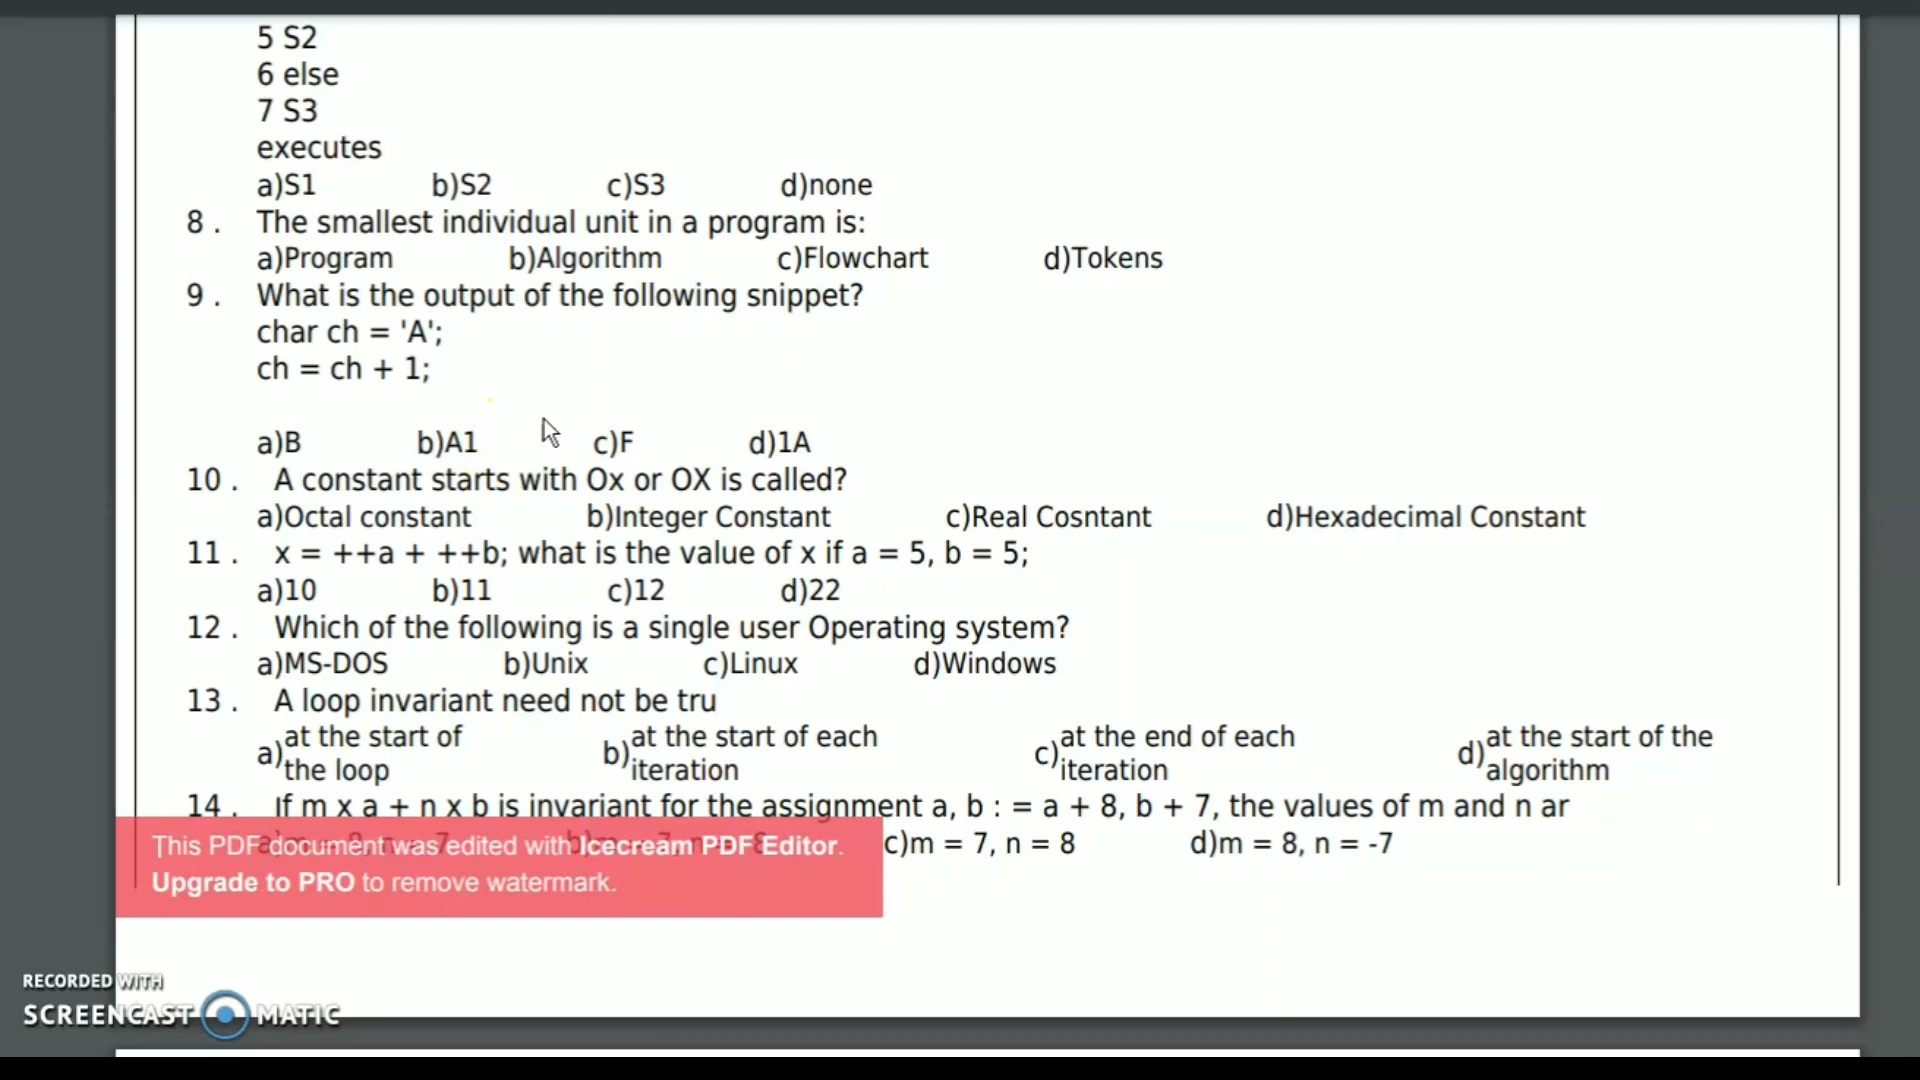 5 S2
6 else
7 S3
executes
a)S1 b)S2 c)S3 d)none
8 . The smallest individual unit in a program is:
a)Program b)Algorithm c)Flowchart d)Tokens
9 . What is the output of the following snippet?
char ch = 'A';
ch = ch + 1;
a)B b)A1 c)F d)1A
10 . A constant starts with Ox or OX is called?
a)Octal constant b)Integer Constant c)Real Cosntant d)Hexadecimal Constant
11 . x = ++a + ++b; what is the value of x if a = 5, b = 5;
a)10 b)11 c)12 d)22
12 . Which of the following is a single user Operating system?
a)MS-DOS b)Unix c)Linux d)Windows
13 . A loop invariant need not be tru
a) at the start of the loop b) at the start of each iteration c) at the end of each iteration d) at the start of the algorithm
14 . If m x a + n x b is invariant for the assignment a, b : = a + 8, b + 7, the values of m and n ar
c)m = 7, n = 8 d)m = 8, n = -7
This PDF document was edited with Icecream PDF Editor.
Upgrade to PRO to remove watermark.
RECORDED WITH
SCREENCAST MATIC